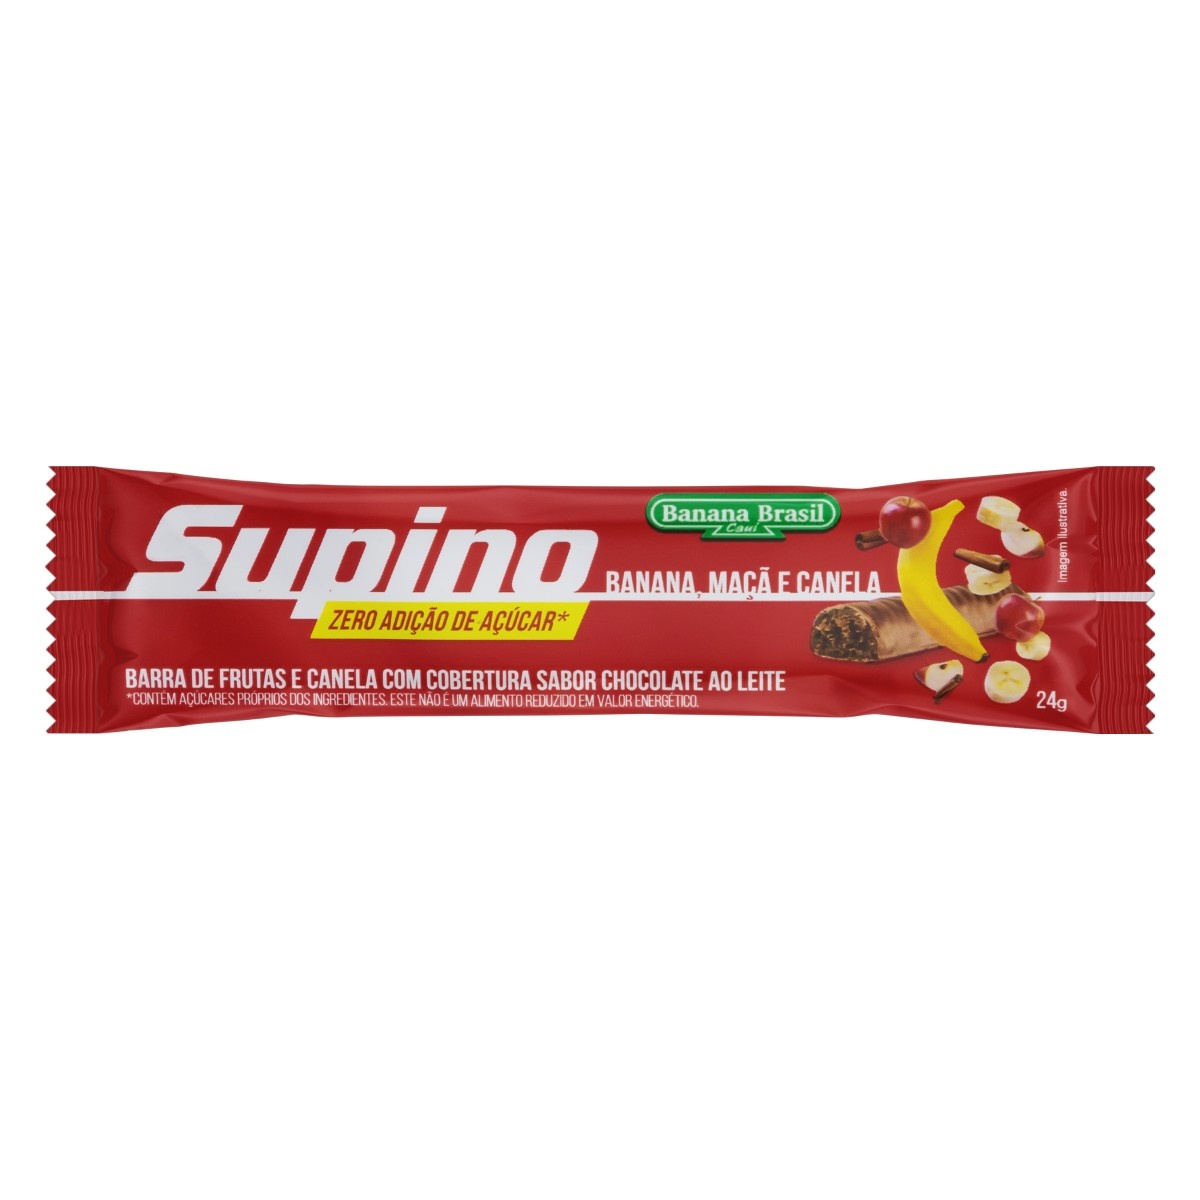 Supino
Banana Brasil
Cauí
BANANA, MAÇÃ E CANELA
ZERO ADIÇÃO DE AÇÚCAR*
BARRA DE FRUTAS E CANELA COM COBERTURA SABOR CHOCOLATE AO LEITE
*CONTÉM AÇÚCARES PRÓPRIOS DOS INGREDIENTES. ESTE NÃO É UM ALIMENTO REDUZIDO EM VALOR ENERGÉTICO.
Imagem Ilustrativa.
24g